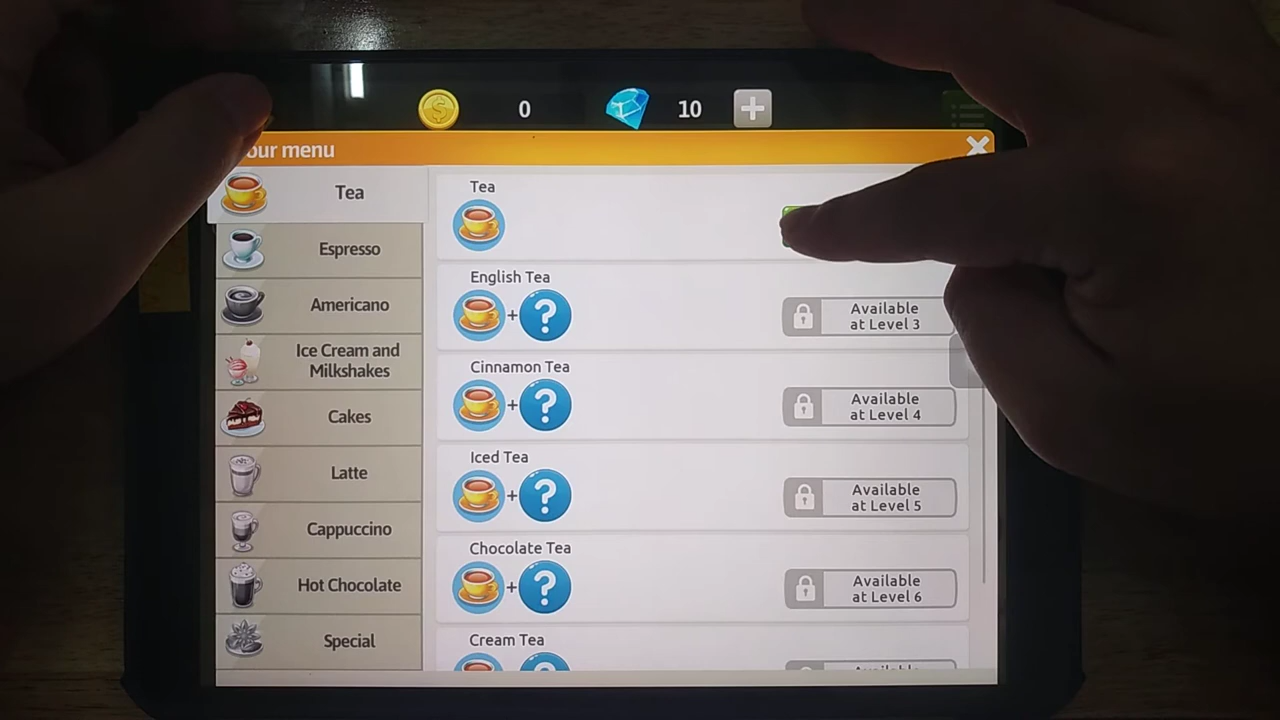 0
10
our menu
Tea
Espresso
Americano
Ice Cream and
Milkshakes
Cakes
Latte
Cappuccino
Hot Chocolate
Special
Tea
English Tea
+
Available
at Level 3
Cinnamon Tea
+
Available
at Level 4
Iced Tea
+
Available
at Level 5
Chocolate Tea
+
Available
at Level 6
Cream Tea